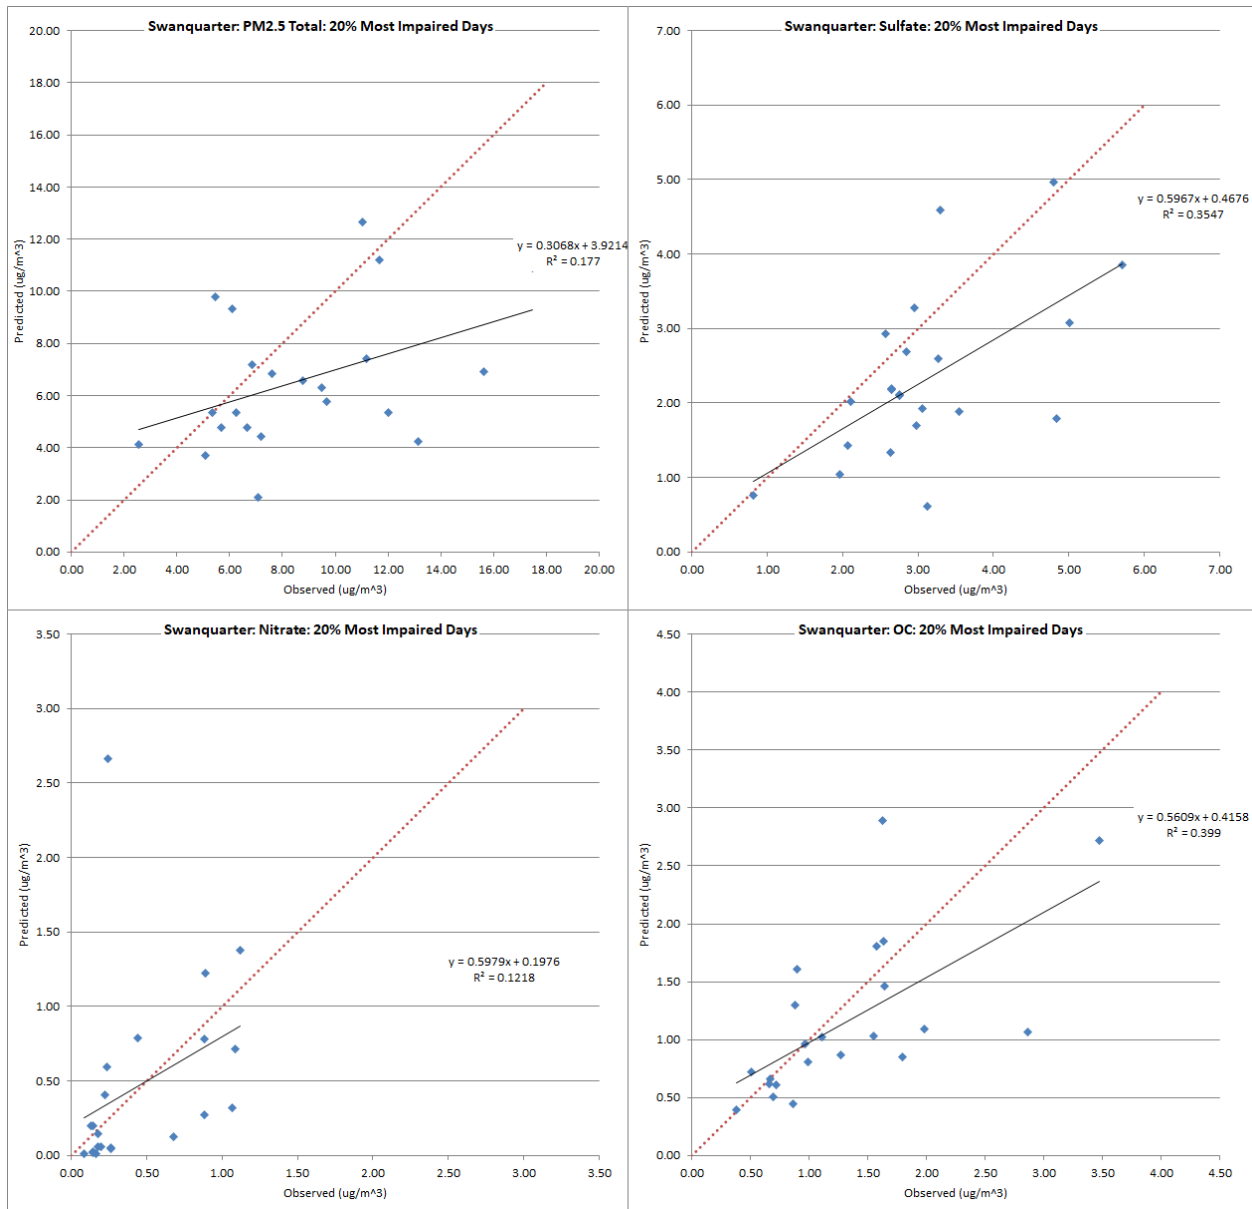 Swanquarter: PM2.5 Total: 20% Most Impaired Days
20.00
18.00
16.00
14.00
12.00
10.00
8.00
6.00
4.00
2.00
0.00
Predicted (ug/m^3)
y = 0.3068x + 3.9214
R² = 0.177
0.00 2.00 4.00 6.00 8.00 10.00 12.00 14.00 16.00 18.00 20.00
Observed (ug/m^3)
Swanquarter: Sulfate: 20% Most Impaired Days
7.00
6.00
5.00
4.00
3.00
2.00
1.00
0.00
Predicted (ug/m^3)
y = 0.5967x + 0.4676
R² = 0.3547
0.00 1.00 2.00 3.00 4.00 5.00 6.00 7.00
Observed (ug/m^3)
Swanquarter: Nitrate: 20% Most Impaired Days
3.50
3.00
2.50
2.00
1.50
1.00
0.50
0.00
Predicted (ug/m^3)
y = 0.5979x + 0.1976
R² = 0.1218
0.00 0.50 1.00 1.50 2.00 2.50 3.00 3.50
Observed (ug/m^3)
Swanquarter: OC: 20% Most Impaired Days
4.50
4.00
3.50
3.00
2.50
2.00
1.50
1.00
0.50
0.00
Predicted (ug/m^3)
y = 0.5609x + 0.4158
R² = 0.399
0.00 0.50 1.00 1.50 2.00 2.50 3.00 3.50 4.00 4.50
Observed (ug/m^3)